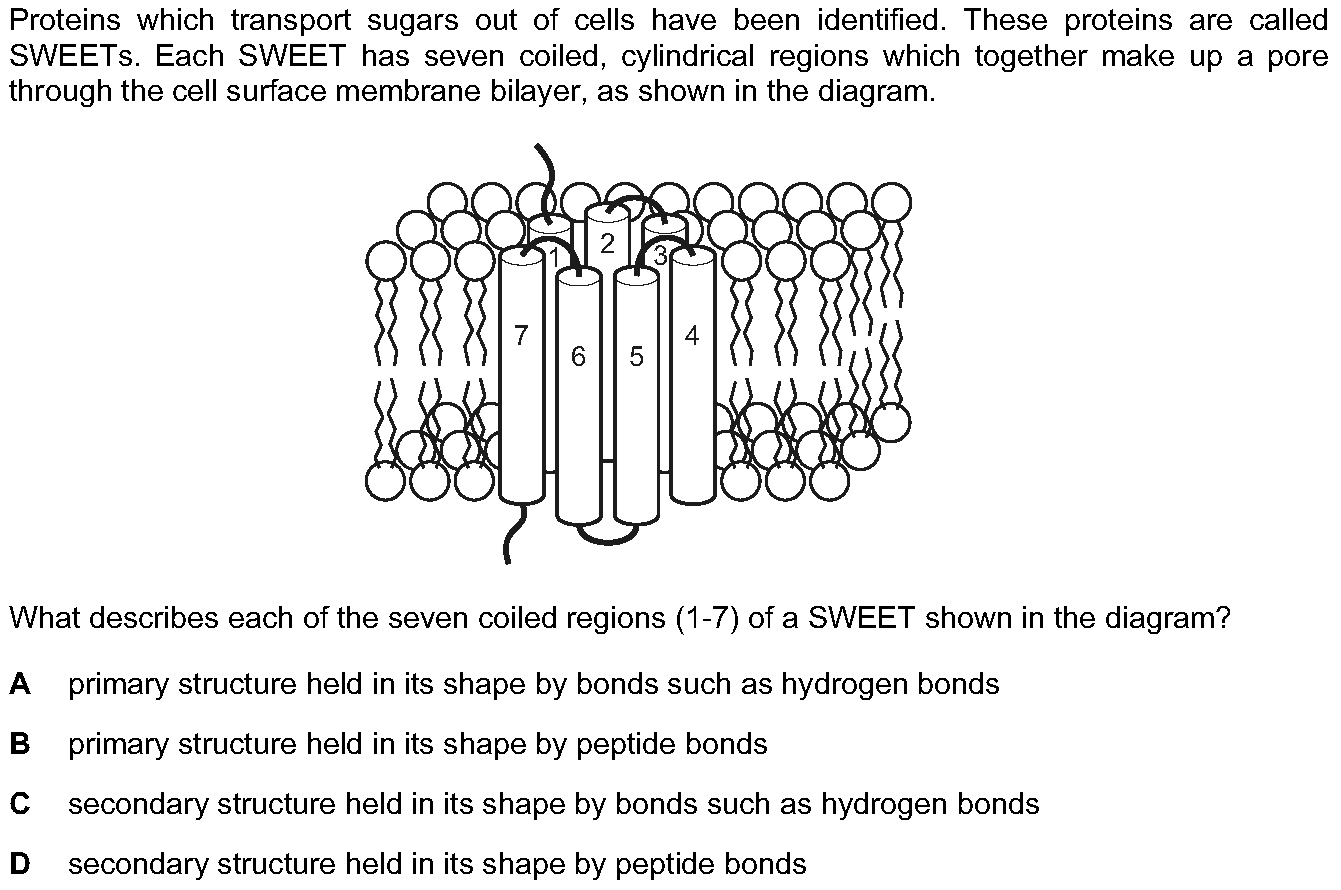 Proteins which transport sugars out of cells have been identified. These proteins are called
SWEETs. Each SWEET has seven coiled, cylindrical regions which together make up a pore
through the cell surface membrane bilayer, as shown in the diagram.
2
1
3
7
4
6
5
What describes each of the seven coiled regions (1-7) of a SWEET shown in the diagram?
A primary structure held in its shape by bonds such as hydrogen bonds
B primary structure held in its shape by peptide bonds
C secondary structure held in its shape by bonds such as hydrogen bonds
D secondary structure held in its shape by peptide bonds